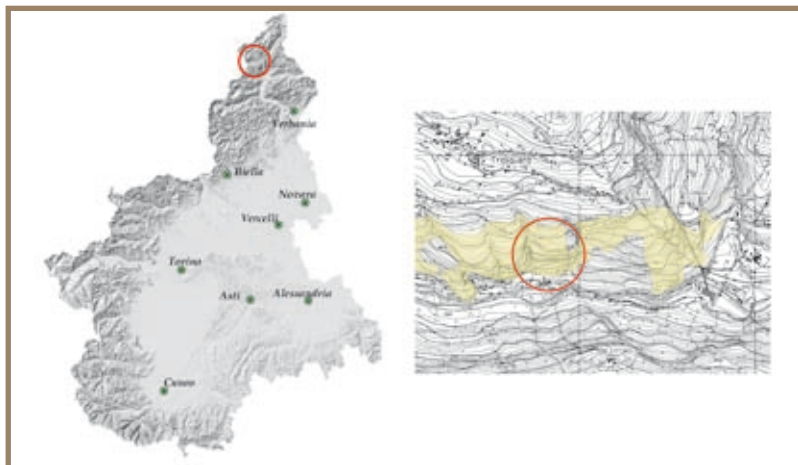 Verbania
Biella
Novara
Vercelli
Torino
Asti
Alessandria
Cuneo